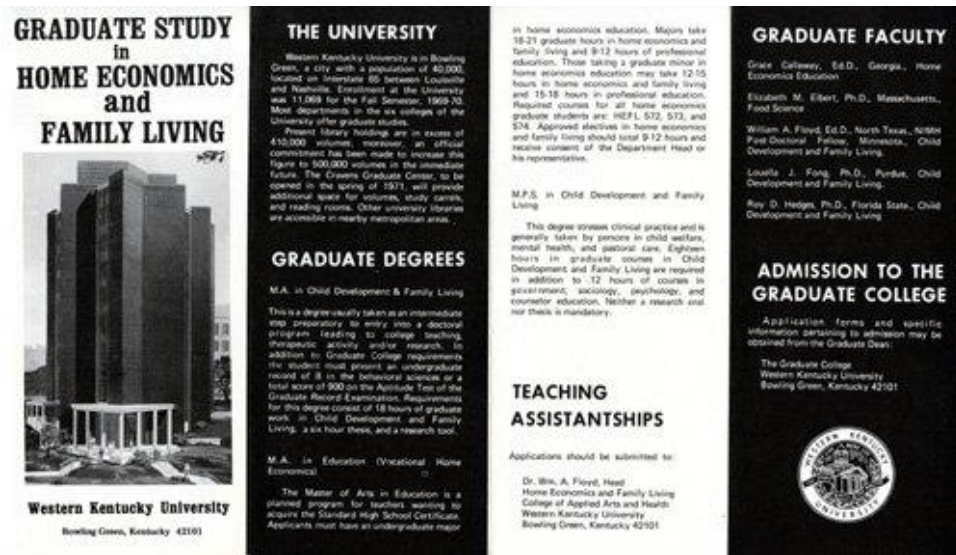 GRADUATE STUDY
in
HOME ECONOMICS
and
FAMILY LIVING
Western Kentucky University
Bowling Green, Kentucky 42101
THE UNIVERSITY
Western Kentucky University is in Bowling
Green, a city with a population of 40,000,
located on Interstate 65 between Louisville
and Nashville. Enrollment at the University
was 11,069 for the Fall Semester, 1969-70.
Most departments in the six colleges of the
University offer graduate studies.
Present library holdings are in excess of
410,000 volumes; moreover, an official
commitment has been made to increase this
figure to 500,000 volumes in the immediate
future. The Cravens Graduate Center, to be
opened in the spring of 1971, will provide
additional space for volumes, study carrels,
and reading rooms. Other university libraries
are accessible in nearby metropolitan areas.
GRADUATE DEGREES
M.A. in Child Development & Family Living
This is a degree usually taken as an intermediate
step preparatory to entry into a doctoral
program leading to college teaching,
therapeutic activity and/or research. In
addition to Graduate College requirements
the student must present an undergraduate
record of B in the behavioral sciences or a
total score of 900 on the Aptitude Test of the
Graduate Record Examination. Requirements
for this degree consist of 18 hours of graduate
work in Child Development and Family
Living, a six hour thesis, and a research tool.
M.A. in Education (Vocational Home
Economics)
The Master of Arts in Education is a
planned program for teachers wanting to
acquire the Standard High School Certificate.
Applicants must have an undergraduate major
in home economics education. Majors take
18-21 graduate hours in home economics and
family living and 9-12 hours of professional
education. Those taking a graduate minor in
home economics education may take 12-15
hours in home economics and family living
and 15-18 hours in professional education.
Required courses for all home economics
graduate students are: HEFL 572, 573, and
574. Approved electives in home economics
and family living should total 9-12 hours and
receive consent of the Department Head or
his representative.
M.P.S. in Child Development and Family
Living
This degree stresses clinical practice and is
generally taken by persons in child welfare,
mental health, and pastoral care. Eighteen
hours in graduate courses in Child
Development and Family Living are required
in addition to 12 hours of courses in
government, sociology, psychology, and
counselor education. Neither a research oral
nor thesis is mandatory.
TEACHING
ASSISTANTSHIPS
Applications should be submitted to:
Dr. Wm. A. Floyd, Head
Home Economics and Family Living
College of Applied Arts and Health
Western Kentucky University
Bowling Green, Kentucky 42101
GRADUATE FACULTY
Grace Callaway, Ed.D., Georgia., Home
Economics Education
Elizabeth M. Eibert, Ph.D., Massachusetts.,
Food Science
William A. Floyd, Ed.D., North Texas., NIMH
Post-Doctoral Fellow, Minnesota., Child
Development and Family Living.
Louella J. Fong, Ph.D., Purdue, Child
Development and Family Living.
Roy D. Hedges, Ph.D., Florida State., Child
Development and Family Living
ADMISSION TO THE
GRADUATE COLLEGE
Application forms and specific
information pertaining to admission may be
obtained from the Graduate Dean:
The Graduate College
Western Kentucky University
Bowling Green, Kentucky 42101
WESTERN KENTUCKY
UNIVERSITY